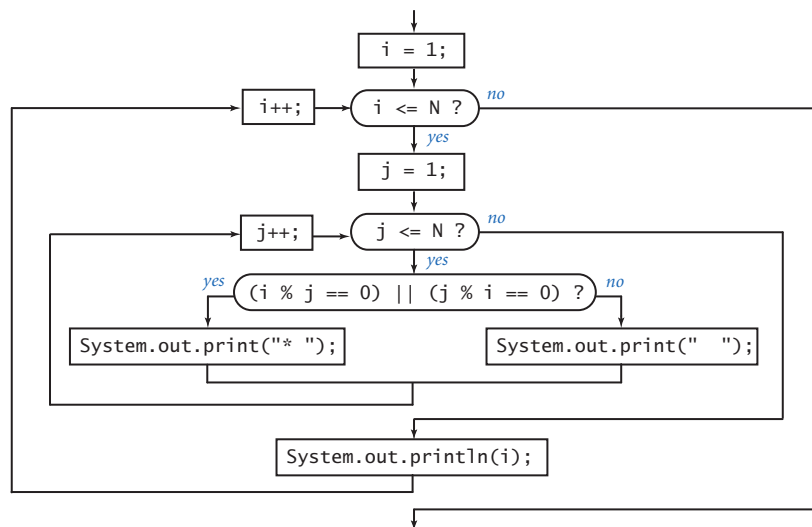 i = 1;
i++;
i <= N ?
no
yes
j = 1;
j++;
j <= N ?
no
yes
yes
(i % j == 0) || (j % i == 0) ?
no
System.out.print("* ");
System.out.print("  ");
System.out.println(i);